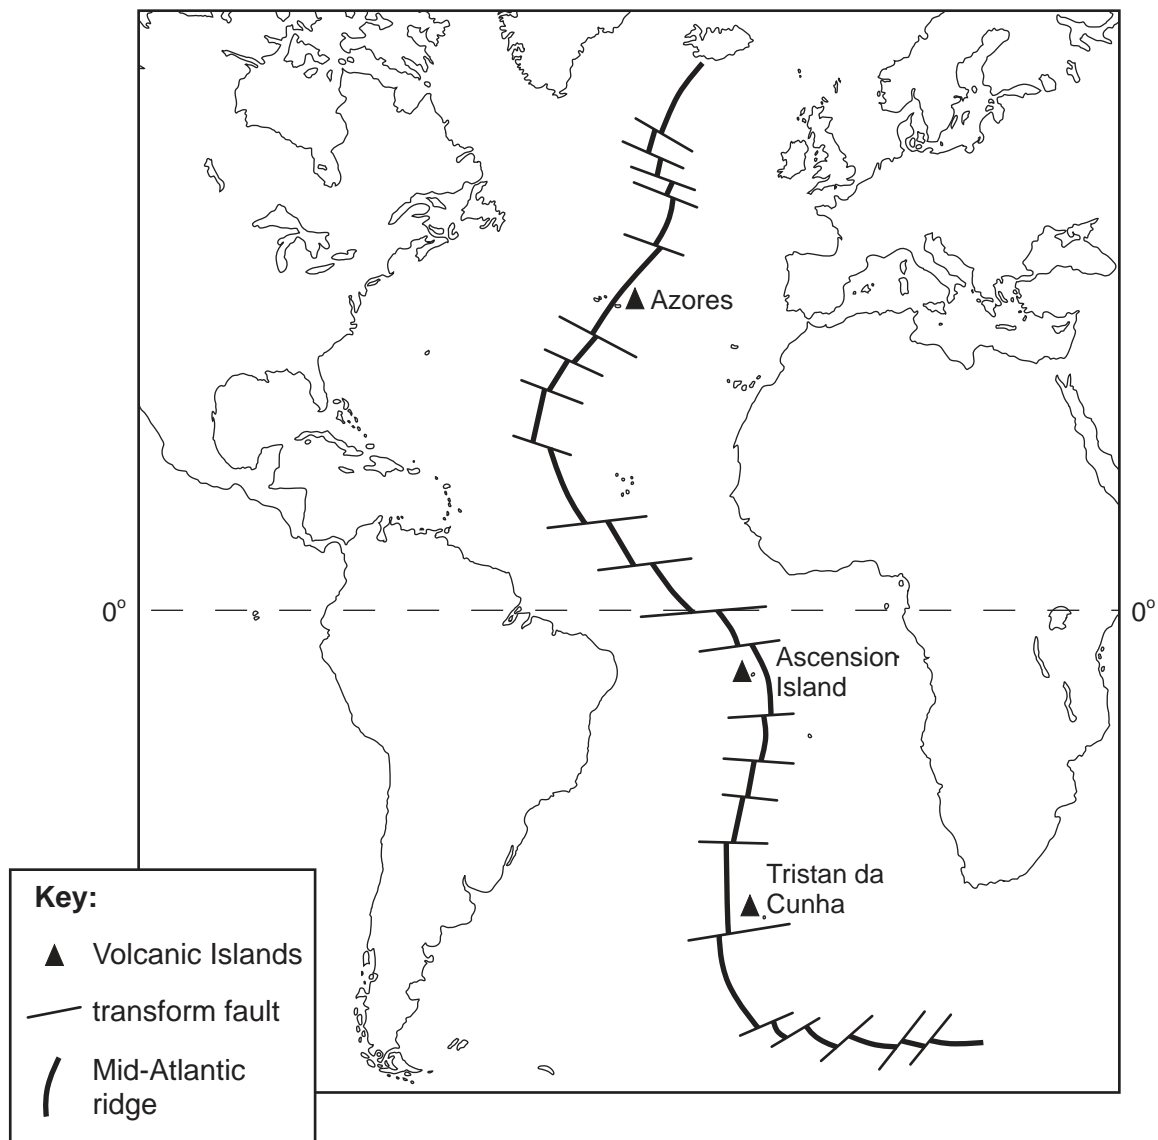 Azores
0°
0°
Ascension
Island
Tristan da
Cunha
Key:
Volcanic Islands
transform fault
Mid-Atlantic
ridge